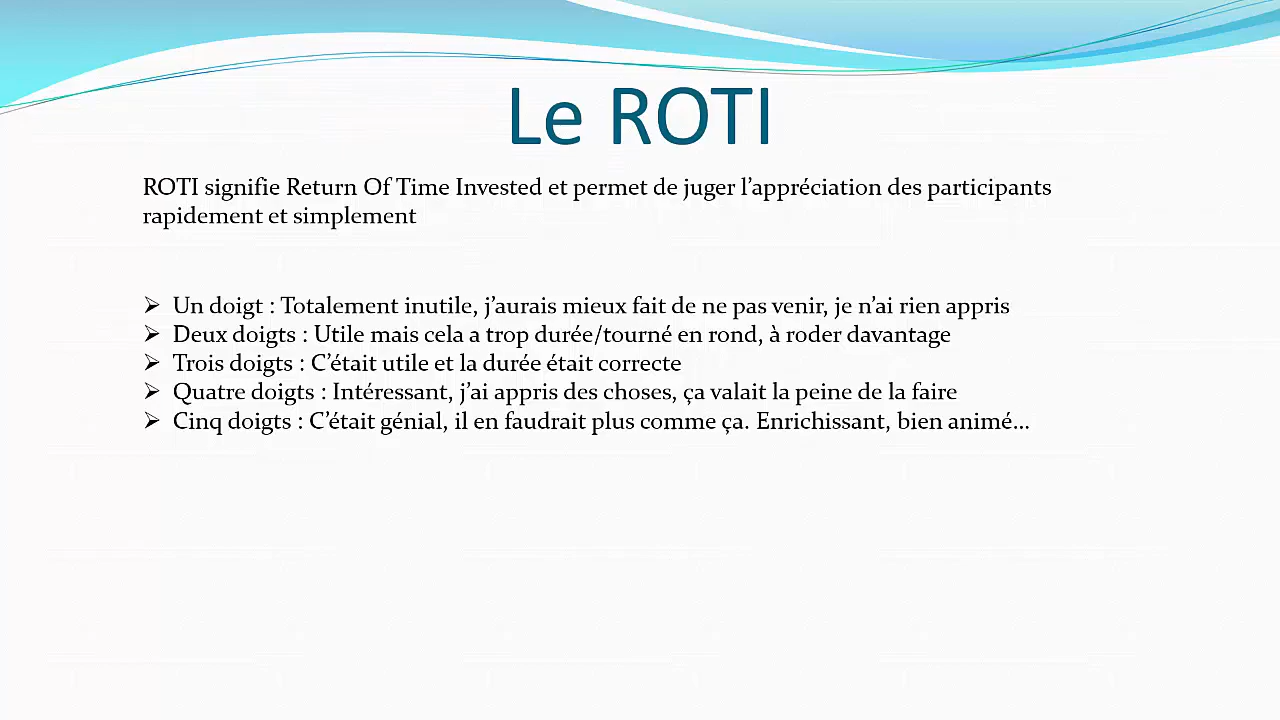 Le ROTI
ROTI signifie Return Of Time Invested et permet de juger l’appréciation des participants
rapidement et simplement
➢ Un doigt : Totalement inutile, j’aurais mieux fait de ne pas venir, je n’ai rien appris
➢ Deux doigts : Utile mais cela a trop durée/tourné en rond, à roder davantage
➢ Trois doigts : C’était utile et la durée était correcte
➢ Quatre doigts : Intéressant, j’ai appris des choses, ça valait la peine de la faire
➢ Cinq doigts : C’était génial, il en faudrait plus comme ça. Enrichissant, bien animé…